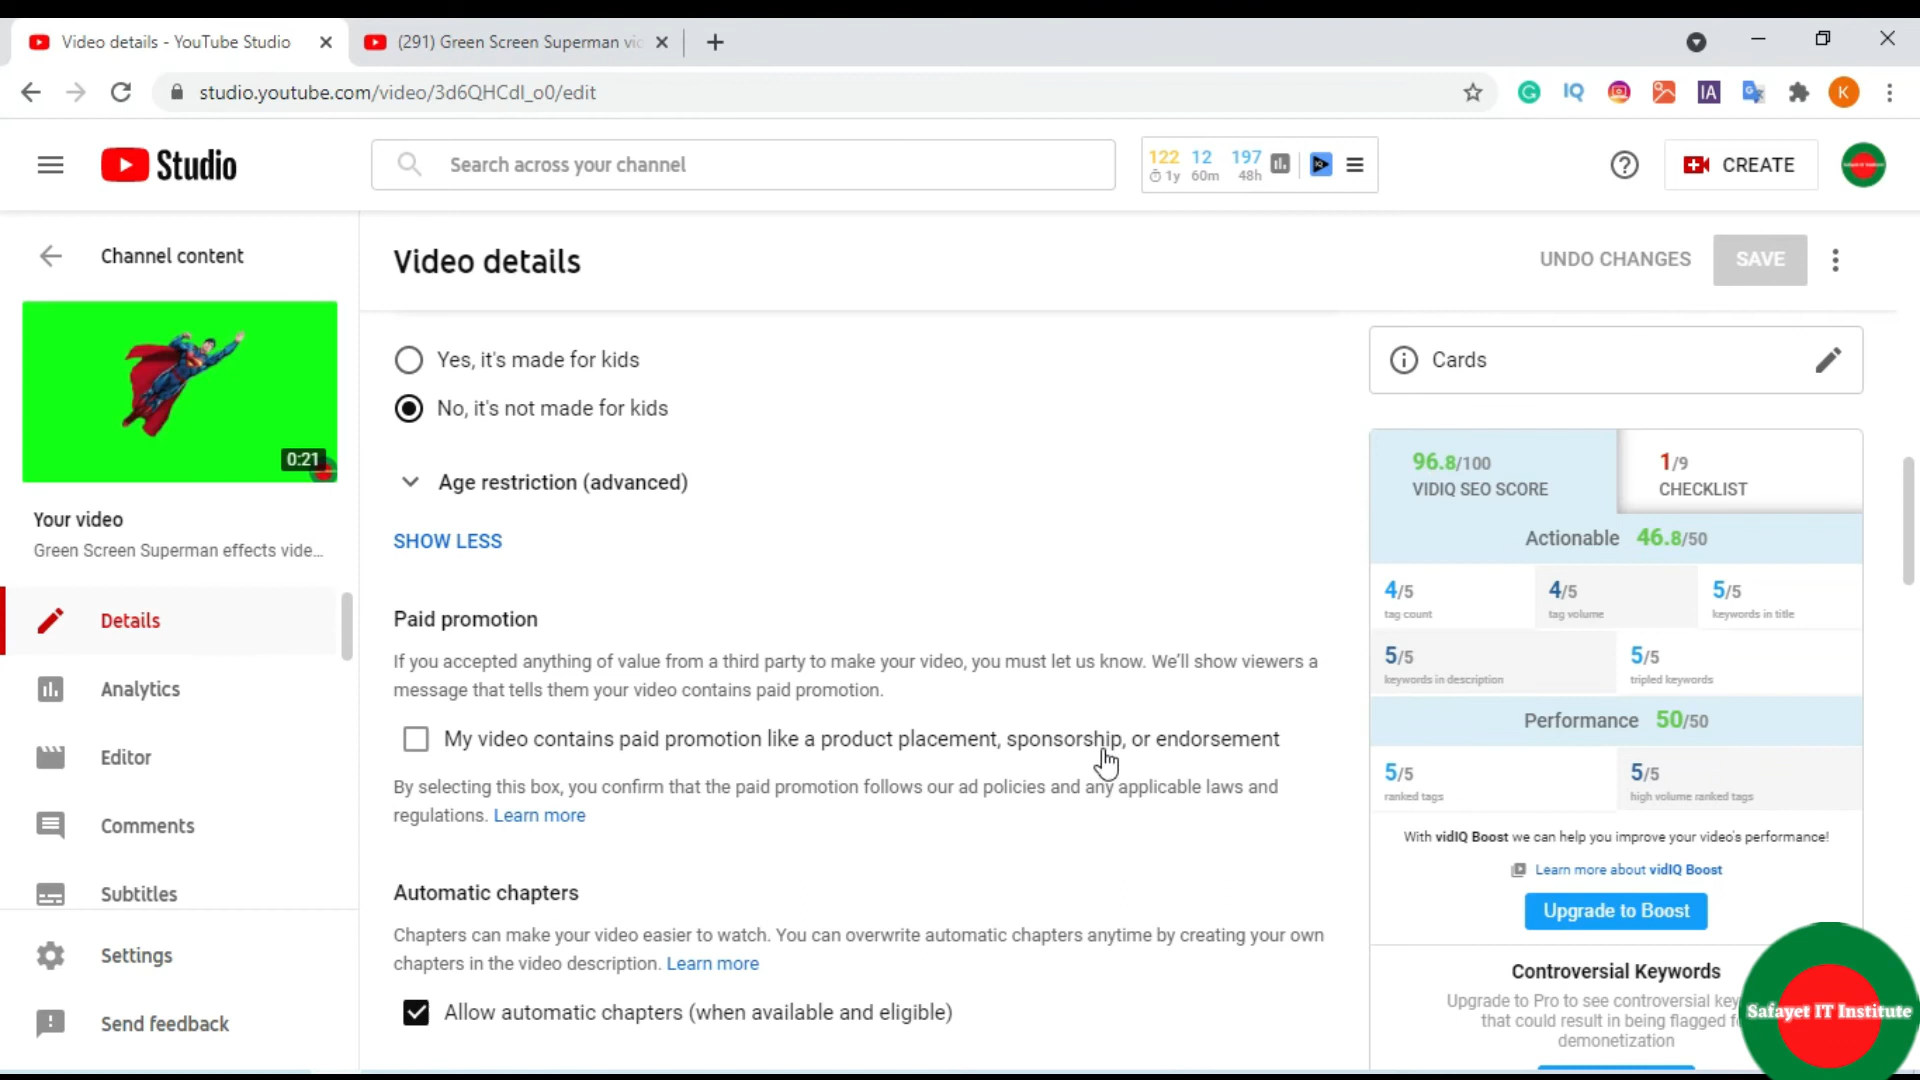 Video details - YouTube Studio
(291) Green Screen Superman vic
studio.youtube.com/video/3d6QHCdI_o0/edit
IQ
IA
K
Studio
Search across your channel
122 12 197
1y 60m 48h
CREATE
Channel content
Video details
UNDO CHANGES
SAVE
0:21
Your video
Green Screen Superman effects vide...
Details
Analytics
Editor
Comments
Subtitles
Settings
Send feedback
Yes, it's made for kids
No, it's not made for kids
Age restriction (advanced)
SHOW LESS
Paid promotion
If you accepted anything of value from a third party to make your video, you must let us know. We'll show viewers a
message that tells them your video contains paid promotion.
My video contains paid promotion like a product placement, sponsorship, or endorsement
By selecting this box, you confirm that the paid promotion follows our ad policies and any applicable laws and
regulations. Learn more
Automatic chapters
Chapters can make your video easier to watch. You can overwrite automatic chapters anytime by creating your own
chapters in the video description. Learn more
Allow automatic chapters (when available and eligible)
Cards
96.8/100
VIDIQ SEO SCORE
1/9
CHECKLIST
Actionable 46.8/50
4/5
tag count
4/5
tag volume
5/5
keywords in title
5/5
keywords in description
5/5
tripled keywords
Performance 50/50
5/5
ranked tags
5/5
high volume ranked tags
With vidIQ Boost we can help you improve your video's performance!
Learn more about vidIQ Boost
Upgrade to Boost
Controversial Keywords
Upgrade to Pro to see controversial key
that could result in being flagged f
demonetization
Safayet IT Institute